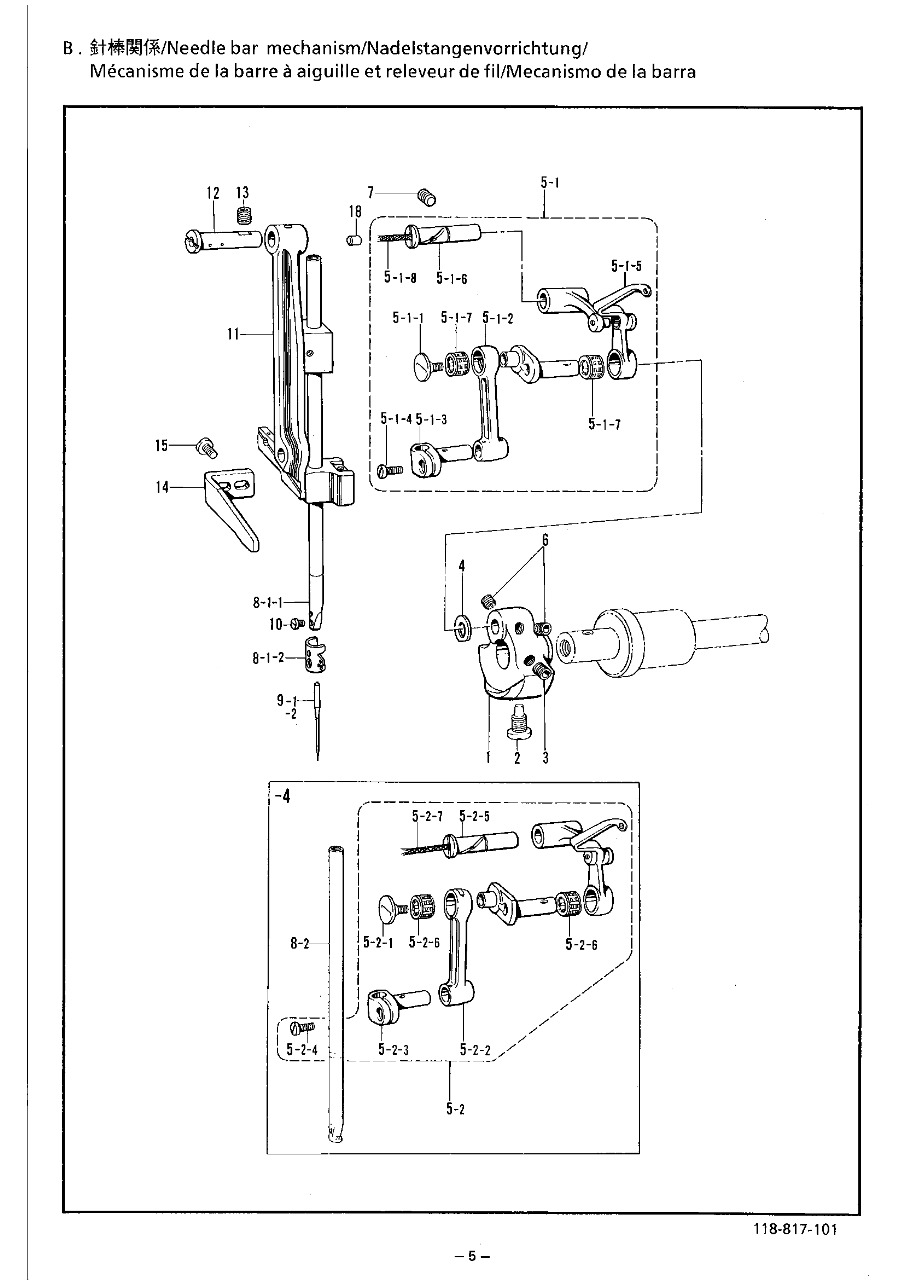 B . 針棒関係/Needle bar mechanism/Nadelstangenvorrichtung/
Mécanisme de la barre à aiguille et releveur de fil/Mecanismo de la barra
5-1
12 13 7
18
5-1-8 5-1-6 5-1-5
11 5-1-1 5-1-7 5-1-2
5-1-4 5-1-3 5-1-7
15
14
6
4
8-1-1
10
8-1-2
9-1
-2
1 2 3
-4
5-2-7 5-2-5
8-2 5-2-1 5-2-6 5-2-6
5-2-4 5-2-3 5-2-2
5-2
118-817-101
– 5 –